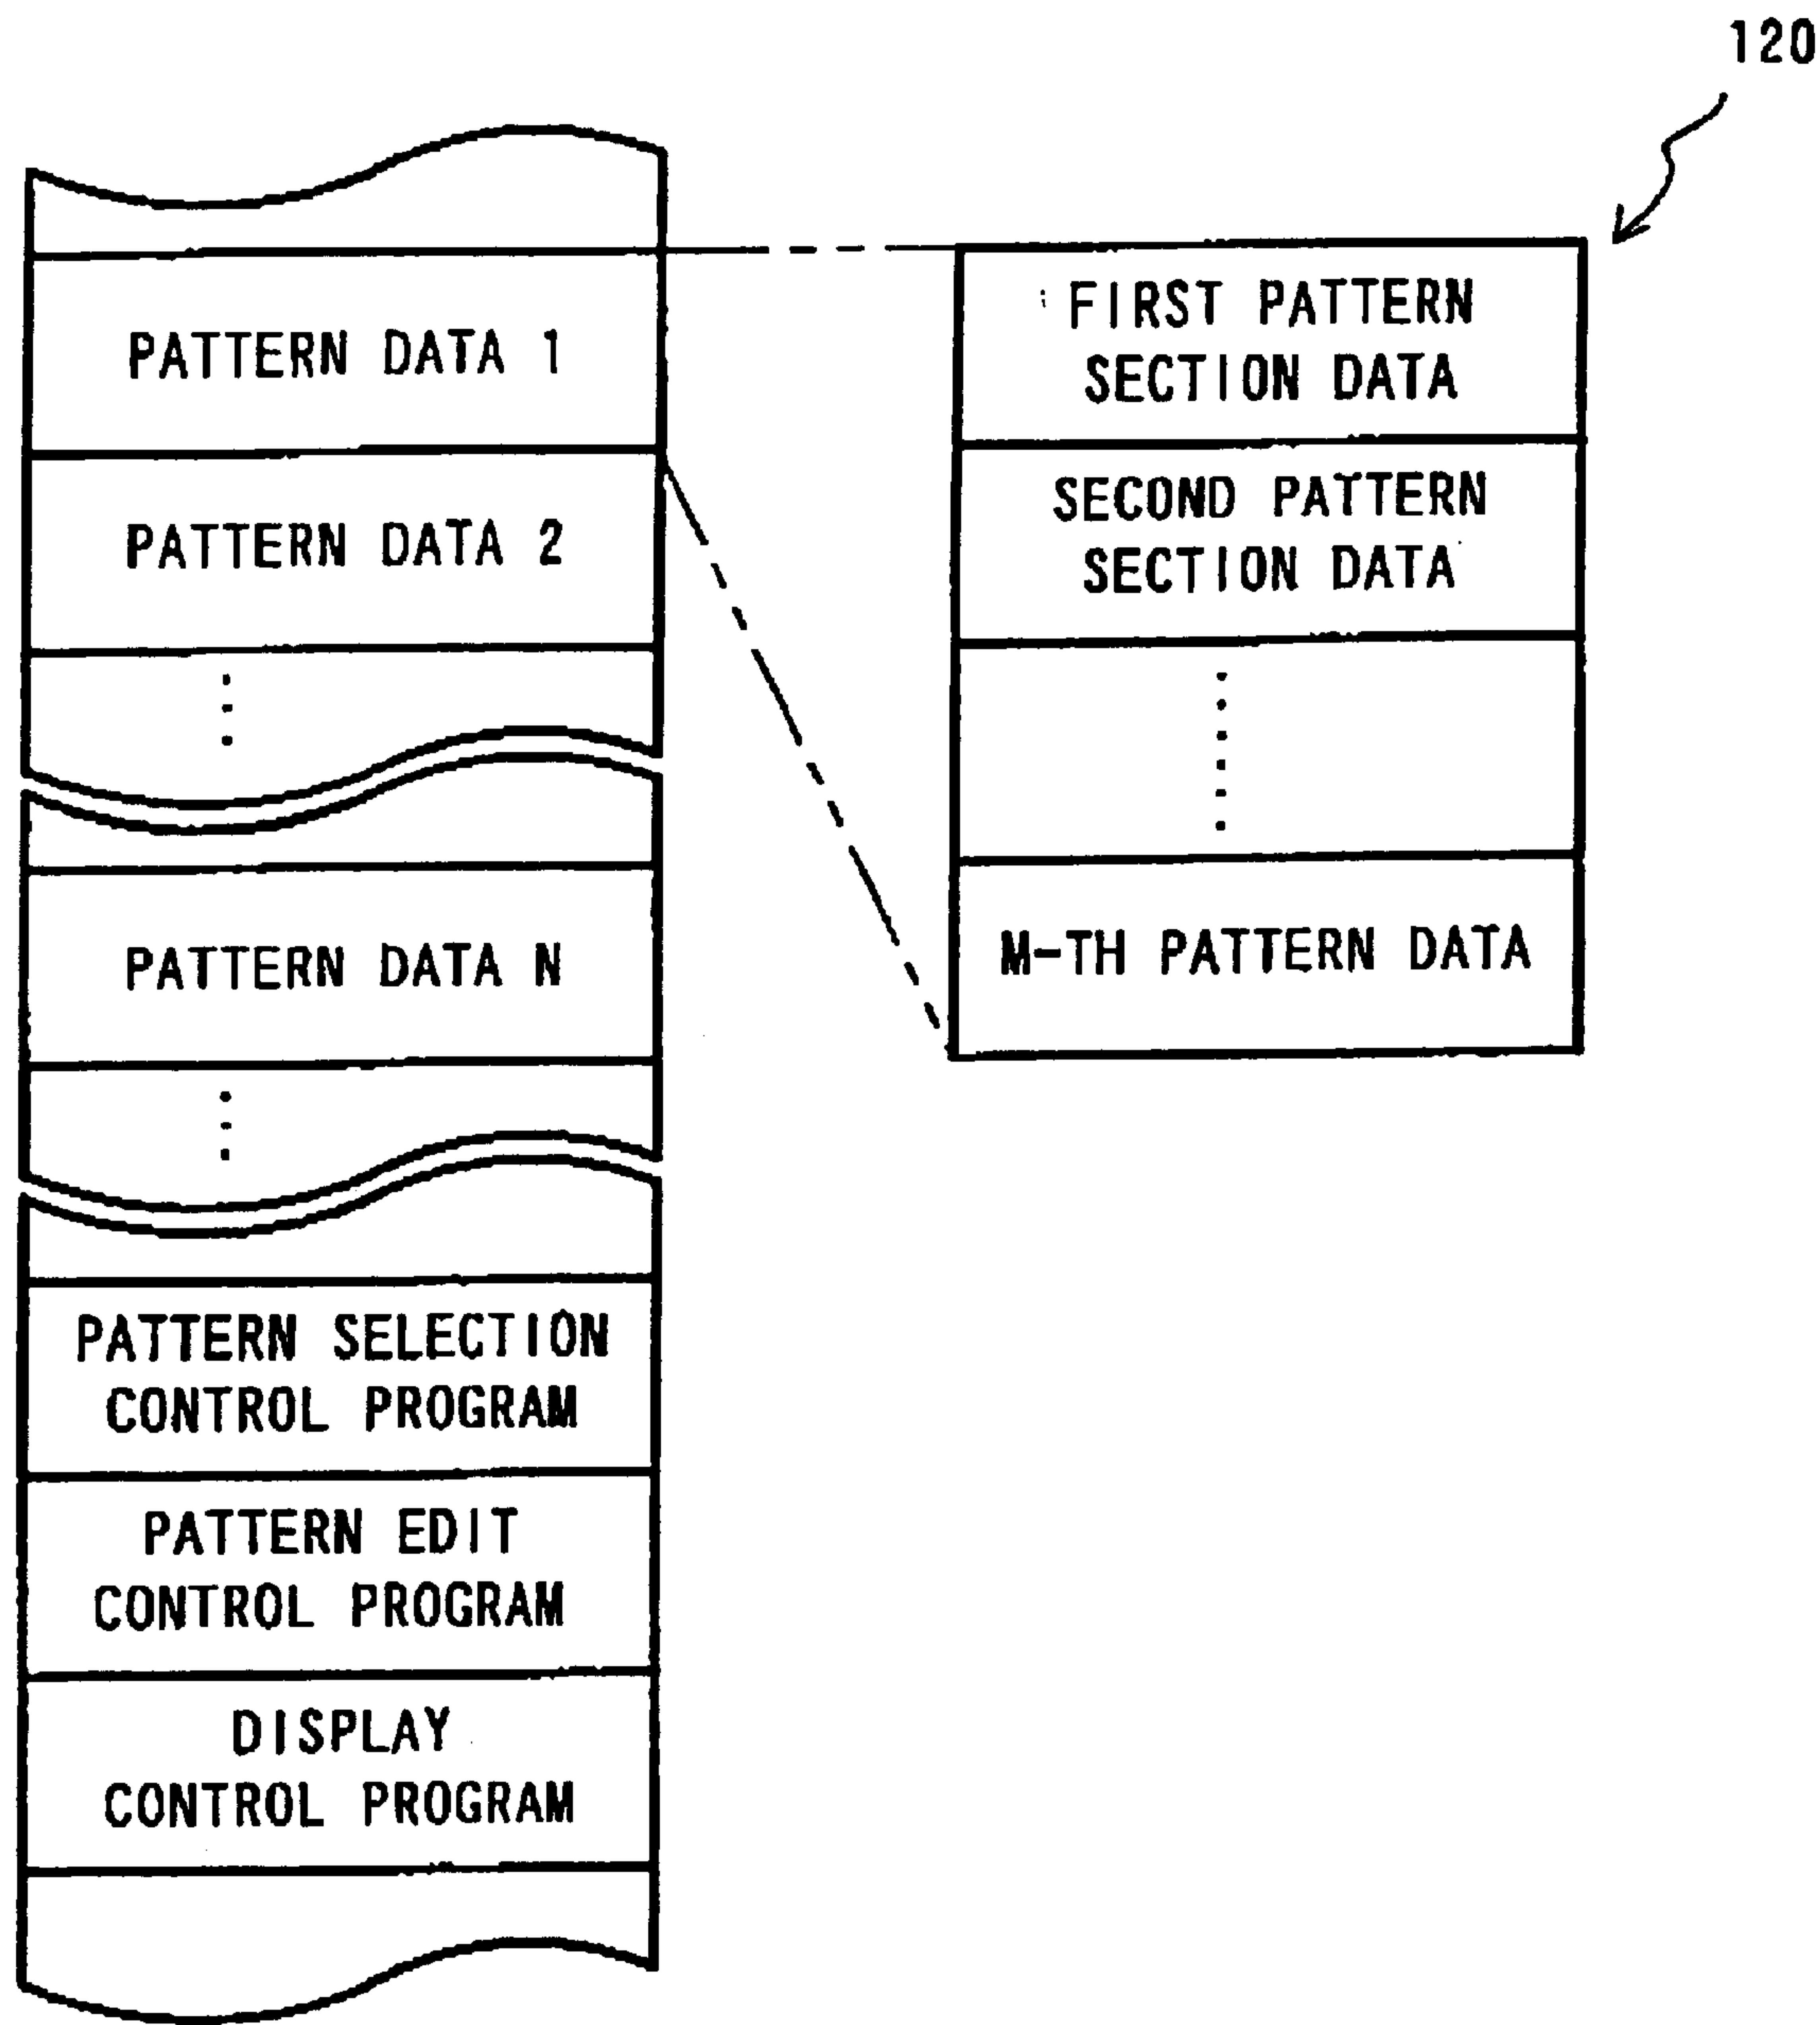 120
PATTERN DATA 1
PATTERN DATA 2
PATTERN DATA N
PATTERN SELECTION
CONTROL PROGRAM
PATTERN EDIT
CONTROL PROGRAM
DISPLAY
CONTROL PROGRAM
FIRST PATTERN
SECTION DATA
SECOND PATTERN
SECTION DATA
M-TH PATTERN DATA